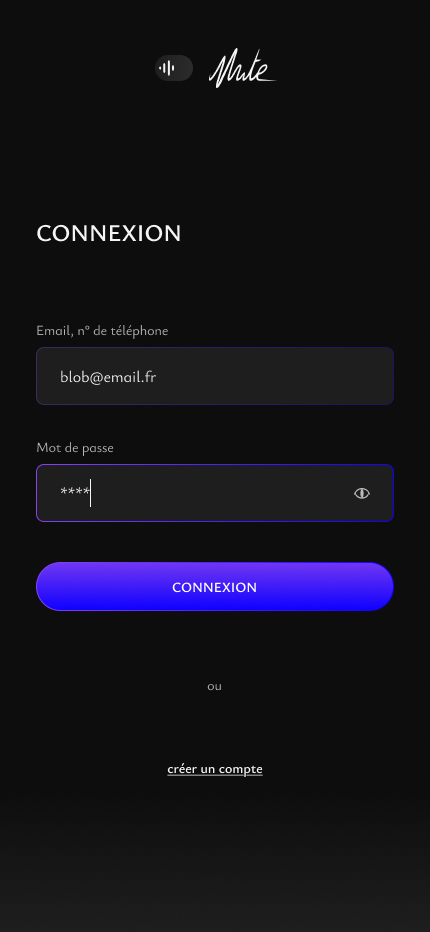 Mute
CONNEXION
Email, n° de téléphone
blob@email.fr
Mot de passe
****
CONNEXION
ou
créer un compte